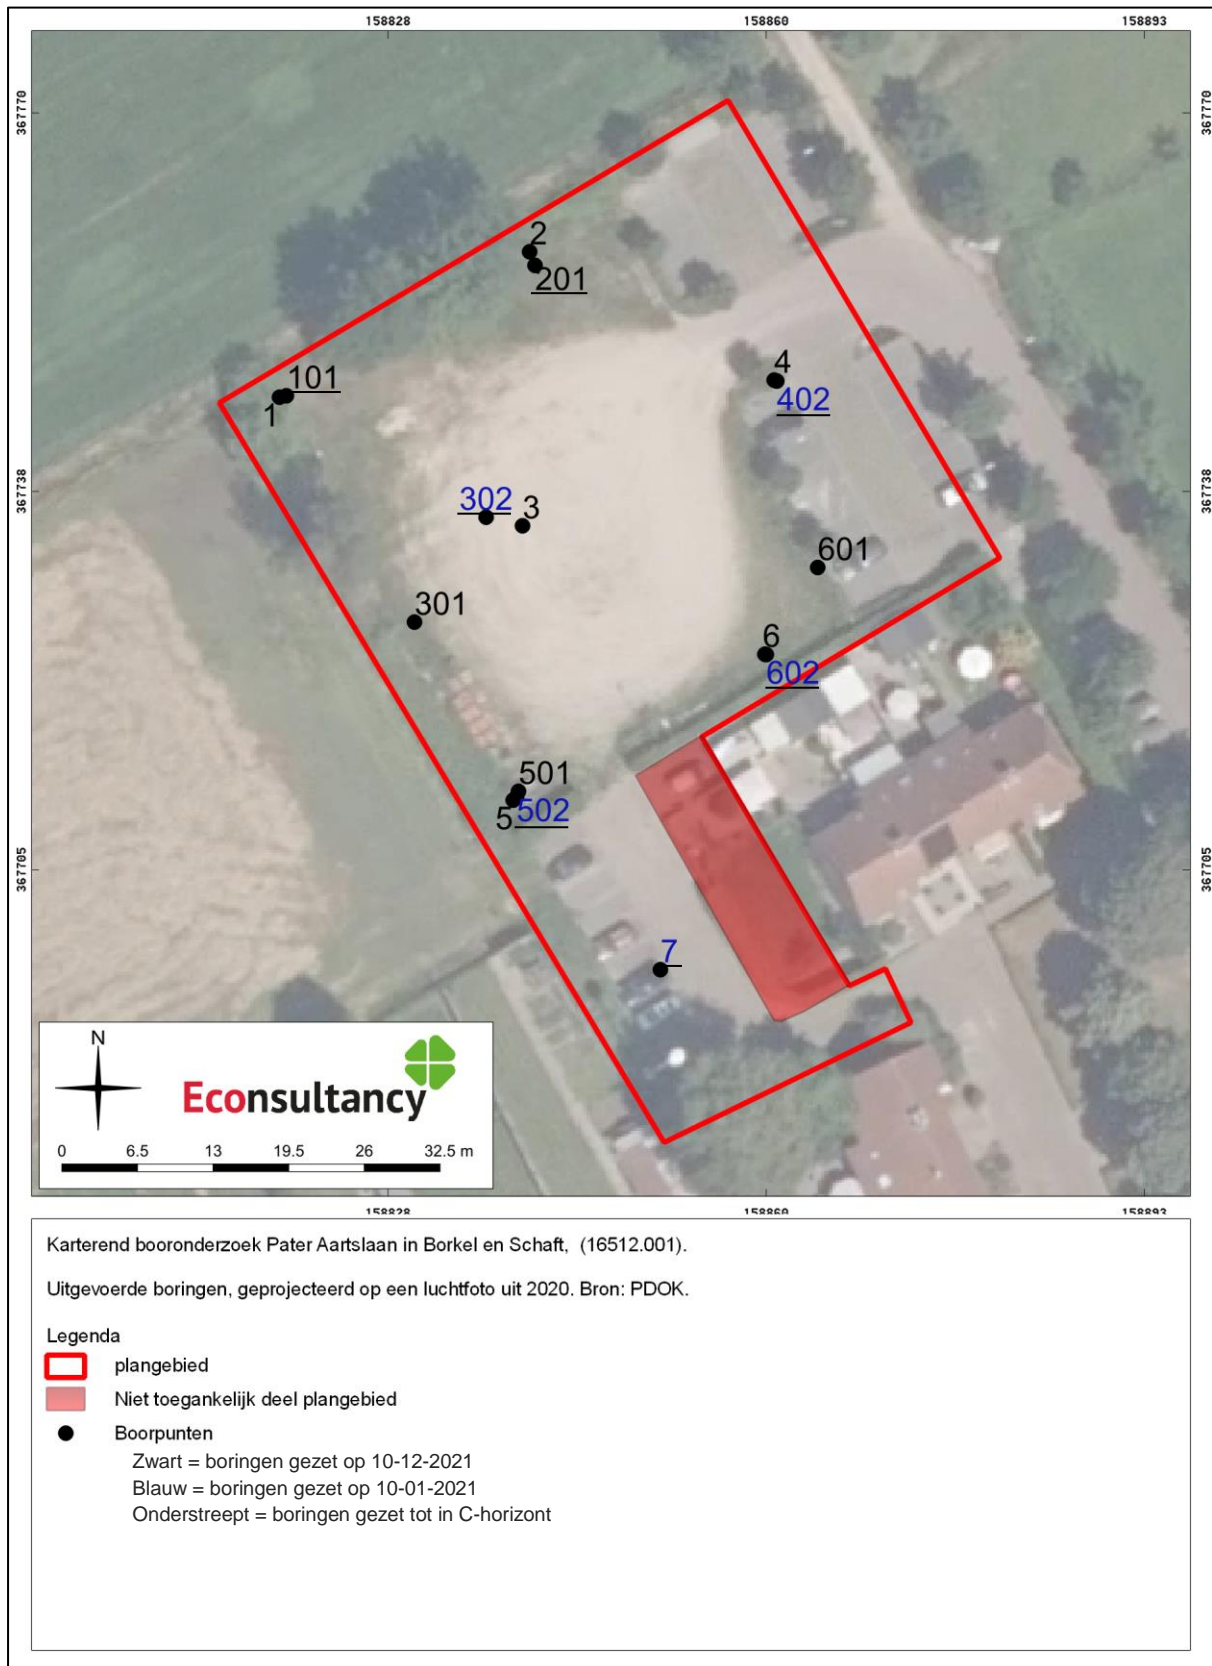 158828 158860 158893
367770 367770
2
201
101
1
4
402
367738 367738
302
3
601
301
6
602
501
502
5
367705 367705
7
N
Econsultancy
0 6.5 13 19.5 26 32.5 m
158828 158860 158893
Karterend booronderzoek Pater Aartslaan in Borkel en Schaft, (16512.001).
Uitgevoerde boringen, geprojecteerd op een luchtfoto uit 2020. Bron: PDOK.
Legenda
plangebied
Niet toegankelijk deel plangebied
Boorpunten
Zwart = boringen gezet op 10-12-2021
Blauw = boringen gezet op 10-01-2021
Onderstreept = boringen gezet tot in C-horizont